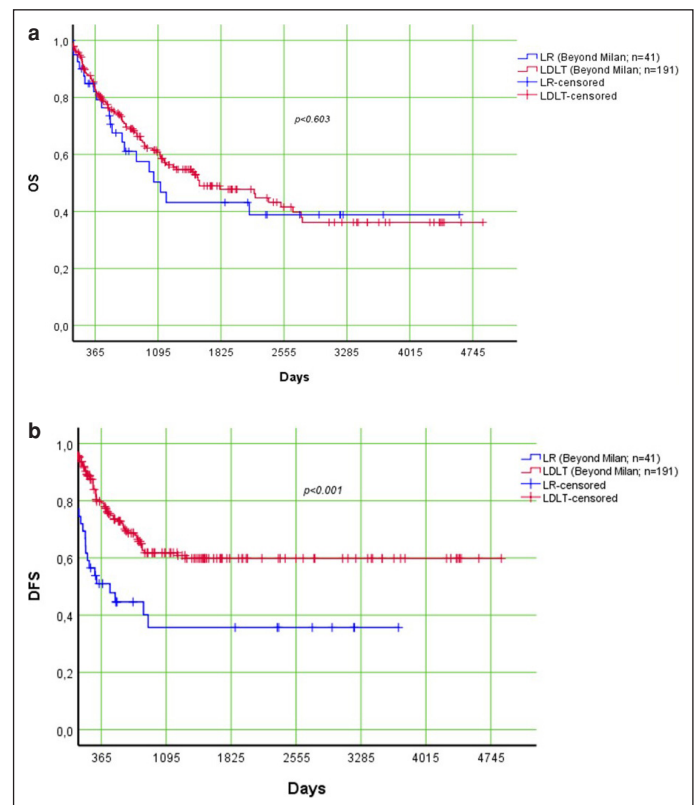 a
1,0
0,8
0,6
0,4
0,2
0,0
OS
p<0.603
LR (Beyond Milan; n=41)
LDLT (Beyond Milan; n=191)
LR-censored
LDLT-censored
365 1095 1825 2555 3285 4015 4745
Days
b
1,0
0,8
0,6
0,4
0,2
0,0
DFS
p<0.001
LR (Beyond Milan; n=41)
LDLT (Beyond Milan; n=191)
LR-censored
LDLT-censored
365 1095 1825 2555 3285 4015 4745
Days